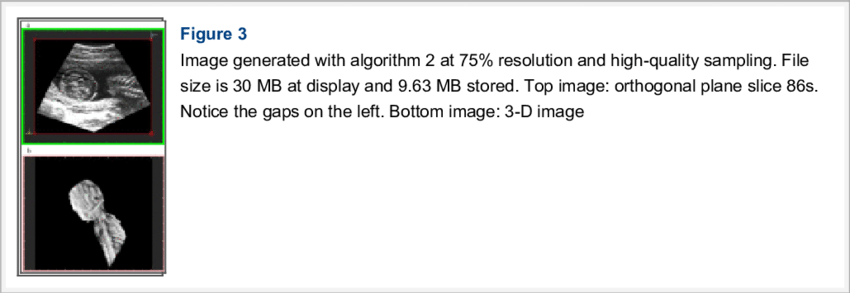 a
Figure 3
Image generated with algorithm 2 at 75% resolution and high-quality sampling. File
size is 30 MB at display and 9.63 MB stored. Top image: orthogonal plane slice 86s.
Notice the gaps on the left. Bottom image: 3-D image
b